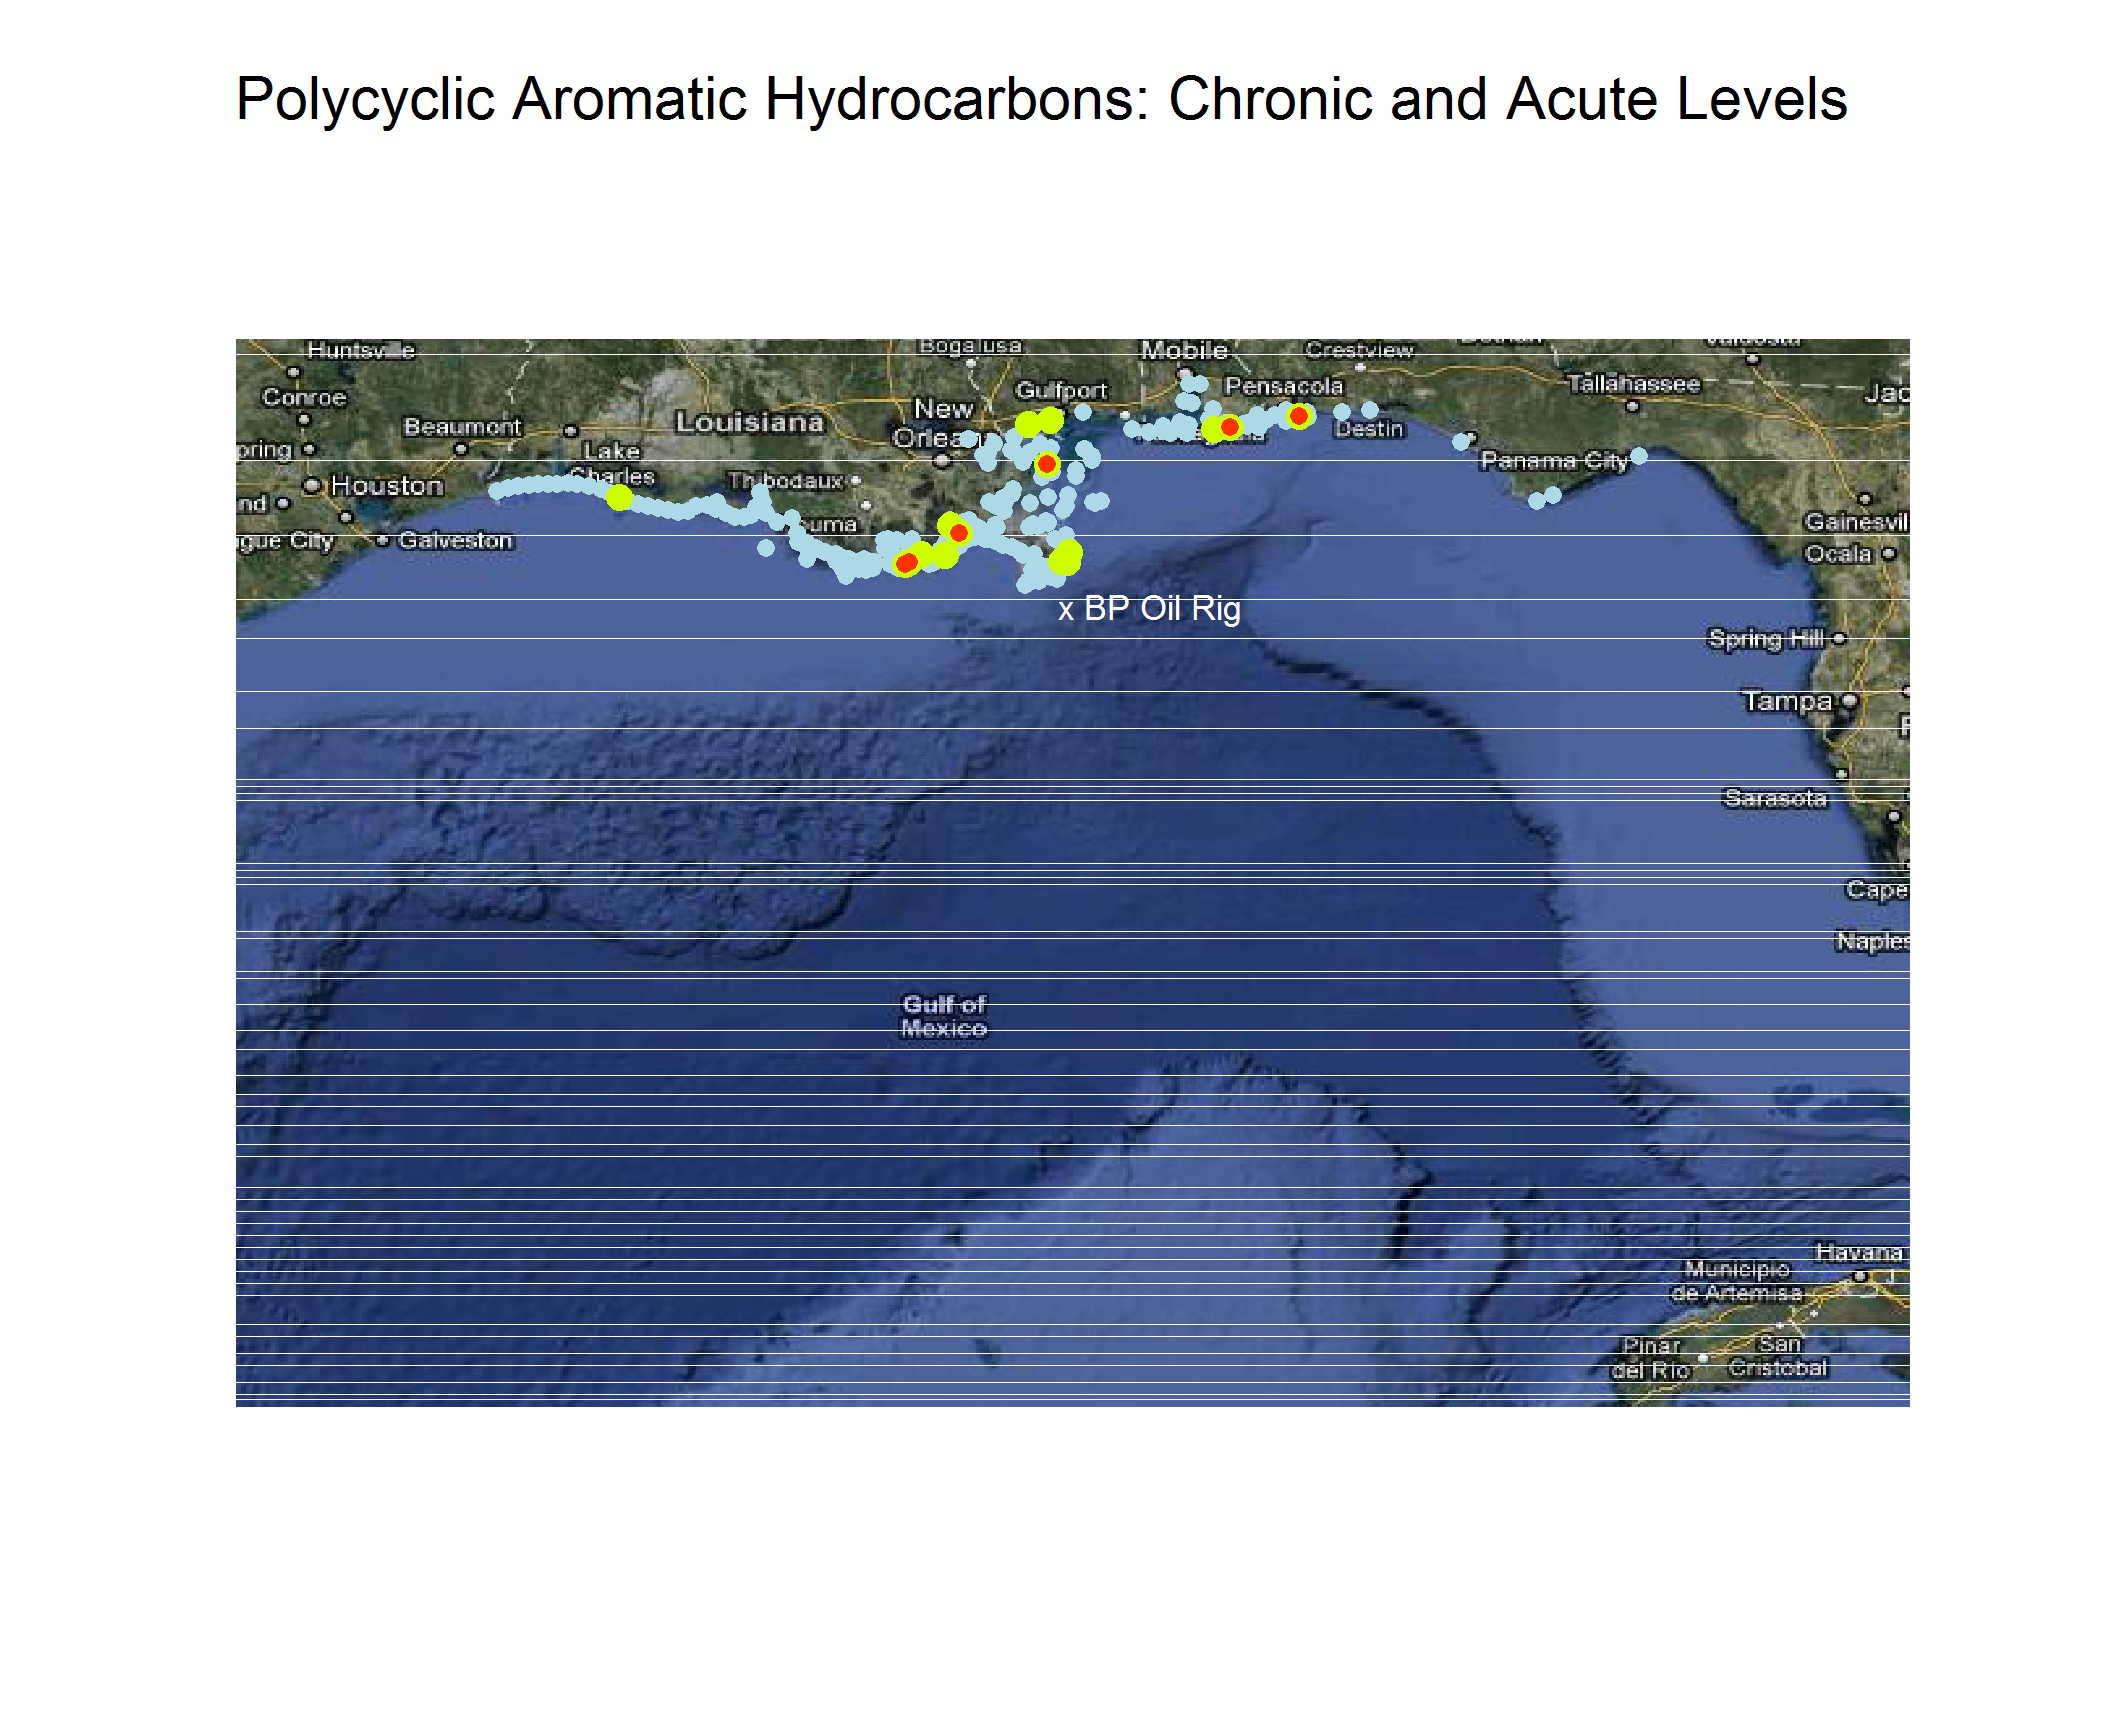 Polycyclic Aromatic Hydrocarbons: Chronic and Acute Levels
Huntsville
Bogalusa
Mobile
Crestview
Conroe
Gulfport
Pensacola
Tallahassee
Jac
Beaumont
Louisiana
New
Orlea
Destin
pring
Lake
Charles
Panama City
Houston
Thibodaux
nd
uma
Gainesvil
gue City
Galveston
Ocala
x BP Oil Rig
Spring Hill
Tampa
Sarasota
Cape
Naples
Gulf of
Mexico
Havana
Municipio
de Artemisa
Pinar
del Rio
San
Cristobal